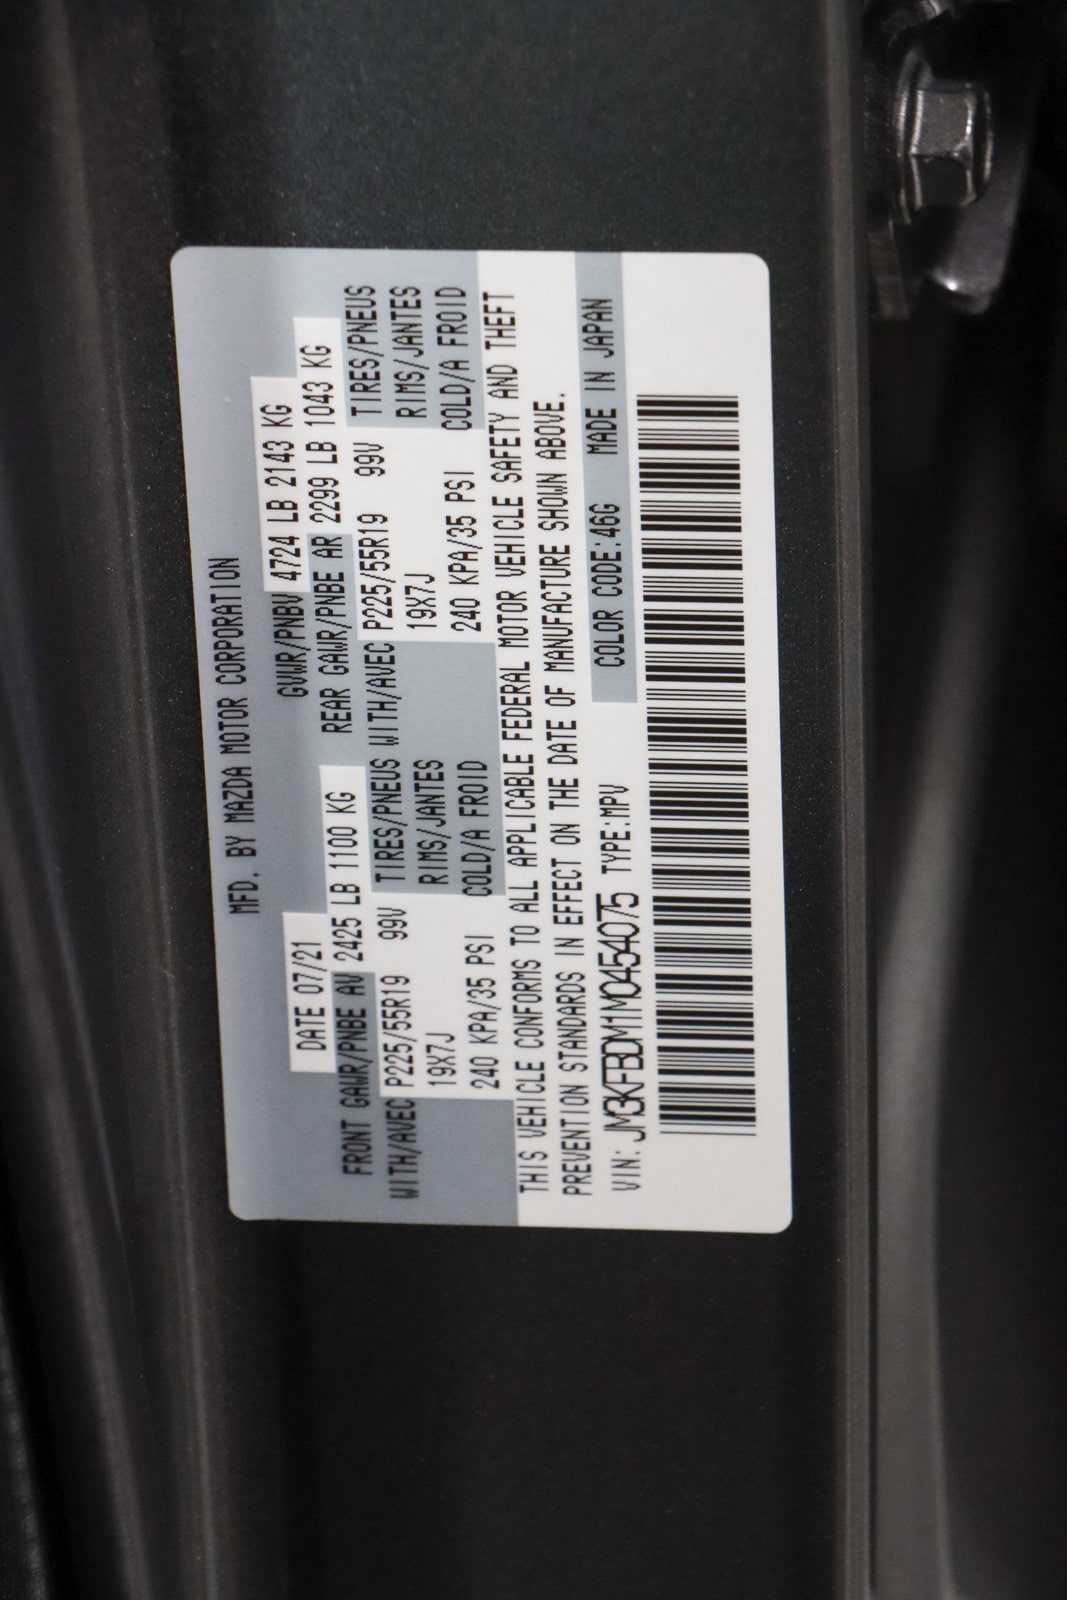 MFD. BY MAZDA MOTOR CORPORATION
DATE 07/21 GVWR/PNBV 4724 LB 2143 KG
FRONT GAWR/PNBE AV 2425 LB 1100 KG REAR GAWR/PNBE AR 2299 LB 1043 KG
WITH/AVEC P225/55R19 99V TIRES/PNEUS WITH/AVEC P225/55R19 99V TIRES/PNEUS
19X7J RIMS/JANTES 19X7J RIMS/JANTES
240 KPA/35 PSI COLD/A FROID 240 KPA/35 PSI COLD/A FROID
THIS VEHICLE CONFORMS TO ALL APPLICABLE FEDERAL MOTOR VEHICLE SAFETY AND THEFT
PREVENTION STANDARDS IN EFFECT ON THE DATE OF MANUFACTURE SHOWN ABOVE.
VIN: JM3KFBDM1M0454075 TYPE:MPV COLOR CODE:46G MADE IN JAPAN